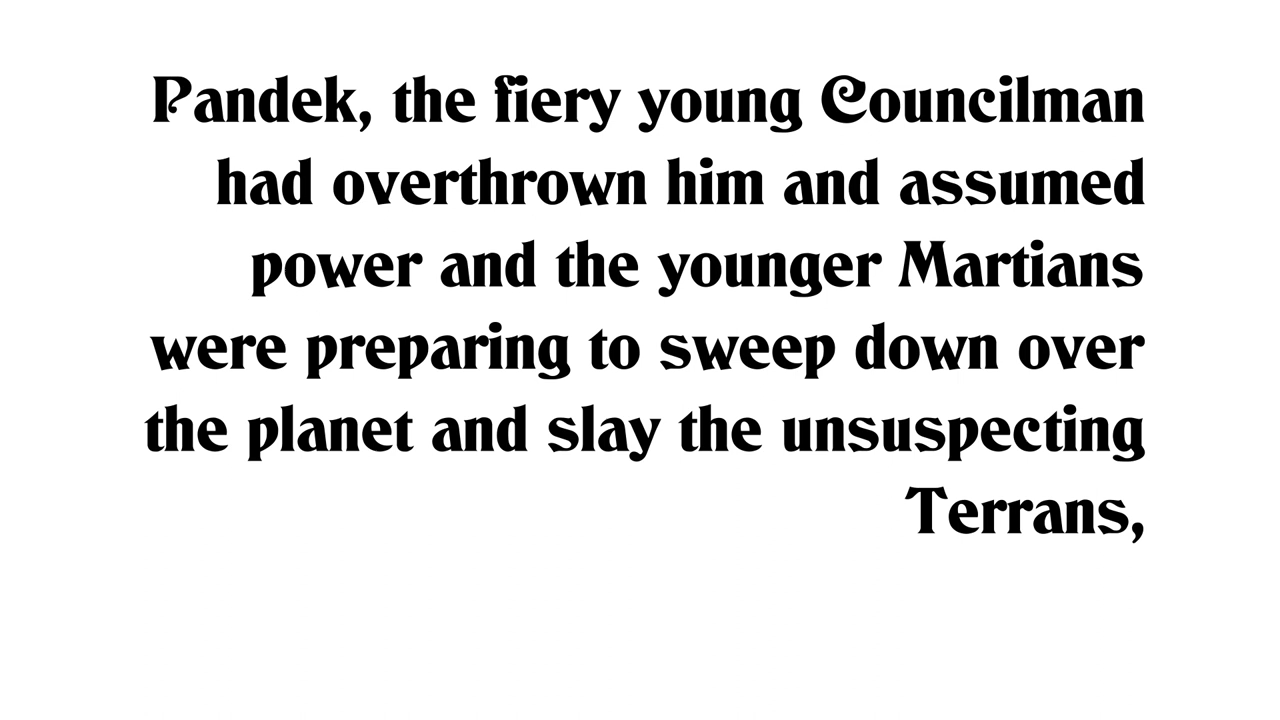 Pandek, the fiery young Councilman
had overthrown him and assumed
power and the younger Martians
were preparing to sweep down over
the planet and slay the unsuspecting
Terrans,